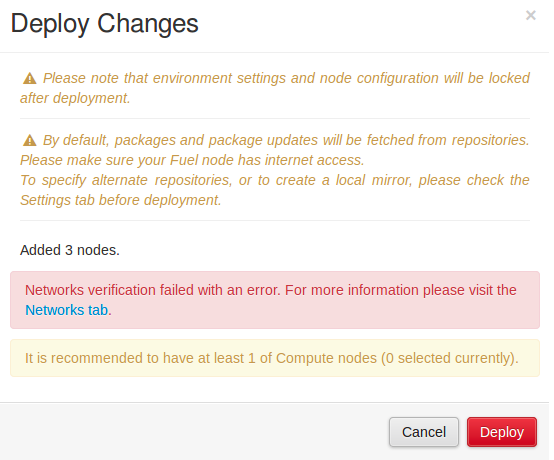 Deploy Changes
×
Please note that environment settings and node configuration will be locked
after deployment.
By default, packages and package updates will be fetched from repositories.
Please make sure your Fuel node has internet access.
To specify alternate repositories, or to create a local mirror, please check the
Settings tab before deployment.
Added 3 nodes.
Networks verification failed with an error. For more information please visit the
Networks tab.
It is recommended to have at least 1 of Compute nodes (0 selected currently).
Cancel
Deploy